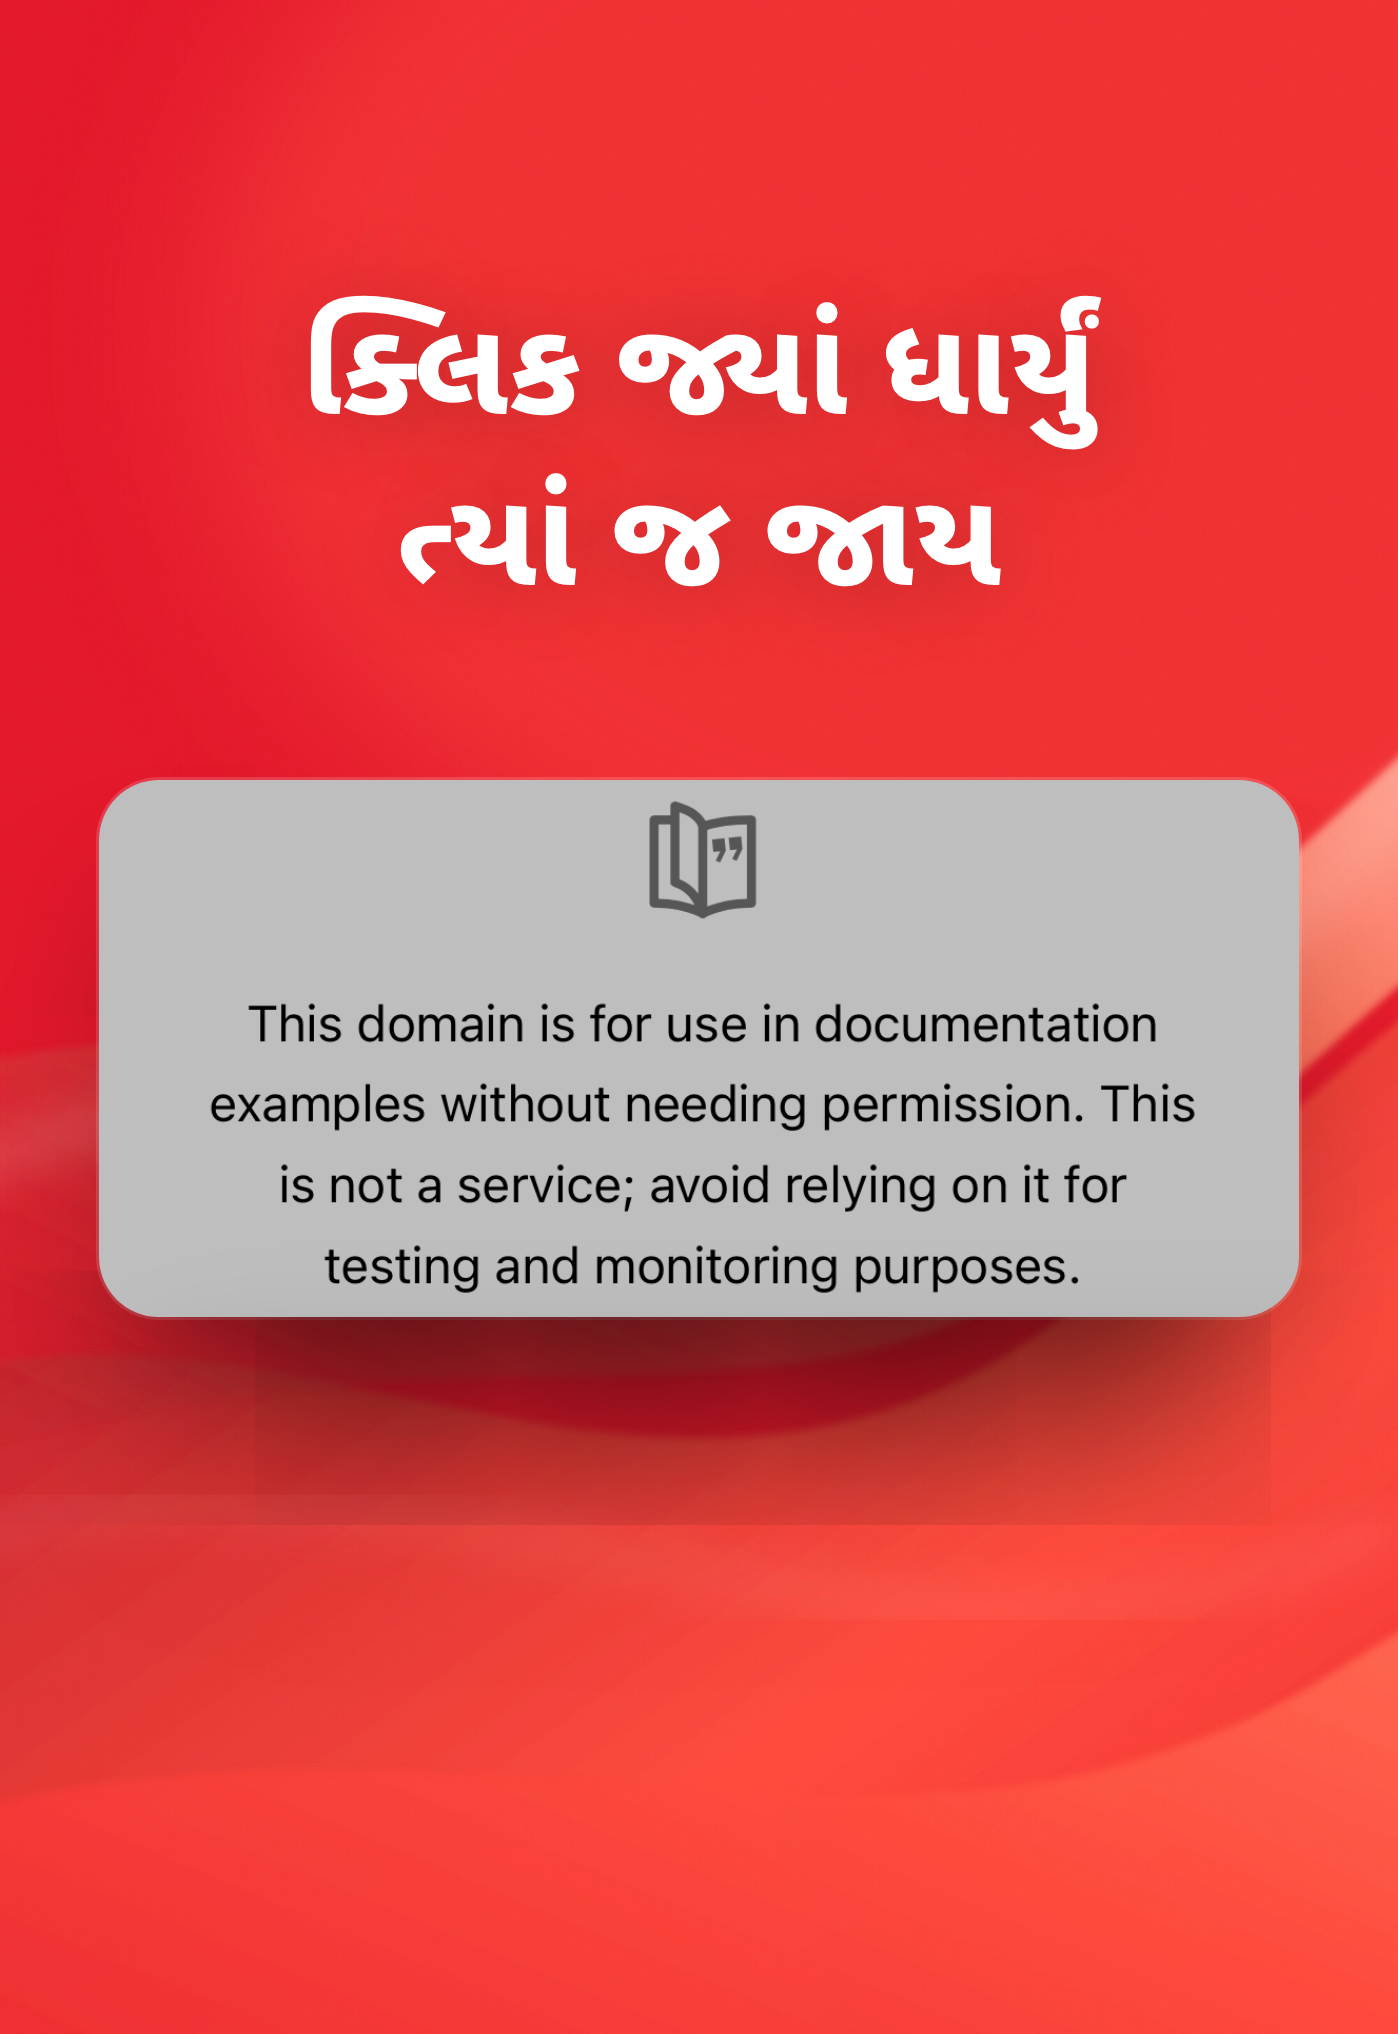 ક્લિક જ્યાં ધાર્યું
ત્યાં જ જાય
This domain is for use in documentation
examples without needing permission. This
is not a service; avoid relying on it for
testing and monitoring purposes.